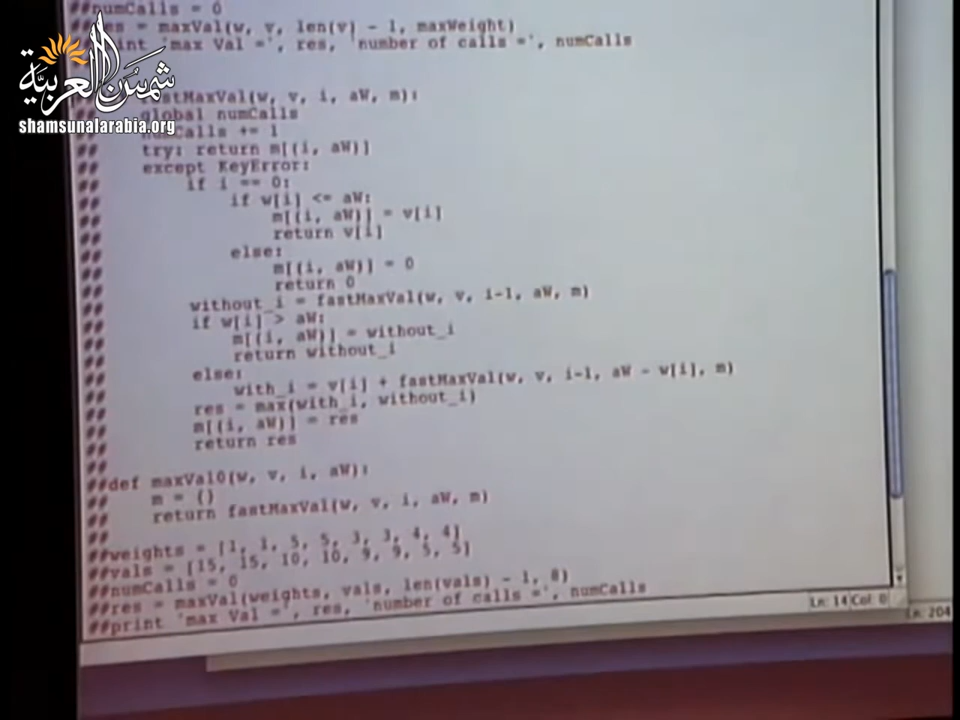 ##numCalls = 0
##res = maxVal(w, v, len(v) - 1, maxWeight)
print 'max Val =', res, 'number of calls =', numCalls
شمس العربية
shamsunalarabia.org
fastMaxVal(w, v, i, aW, m):
## global numCalls
## numCalls += 1
## try: return m[(i, aW)]
## except KeyError:
## if i == 0:
## if w[i] <= aW:
## m[(i, aW)] = v[i]
## return v[i]
## else:
## m[(i, aW)] = 0
## return 0
## without_i = fastMaxVal(w, v, i-1, aW, m)
## if w[i] > aW:
## m[(i, aW)] = without_i
## return without_i
## else:
## with_i = v[i] + fastMaxVal(w, v, i-1, aW - w[i], m)
## res = max(with_i, without_i)
## m[(i, aW)] = res
## return res
##
##def maxVal0(w, v, i, aW):
## m = {}
## return fastMaxVal(w, v, i, aW, m)
##
##weights = [1, 1, 5, 5, 3, 3, 4, 4]
##vals = [15, 15, 10, 10, 9, 9, 5, 5]
##numCalls = 0
##res = maxVal(weights, vals, len(vals) - 1, 8)
##print 'max Val =', res, 'number of calls =', numCalls
Ln: 14 Col: 0
Ln: 204